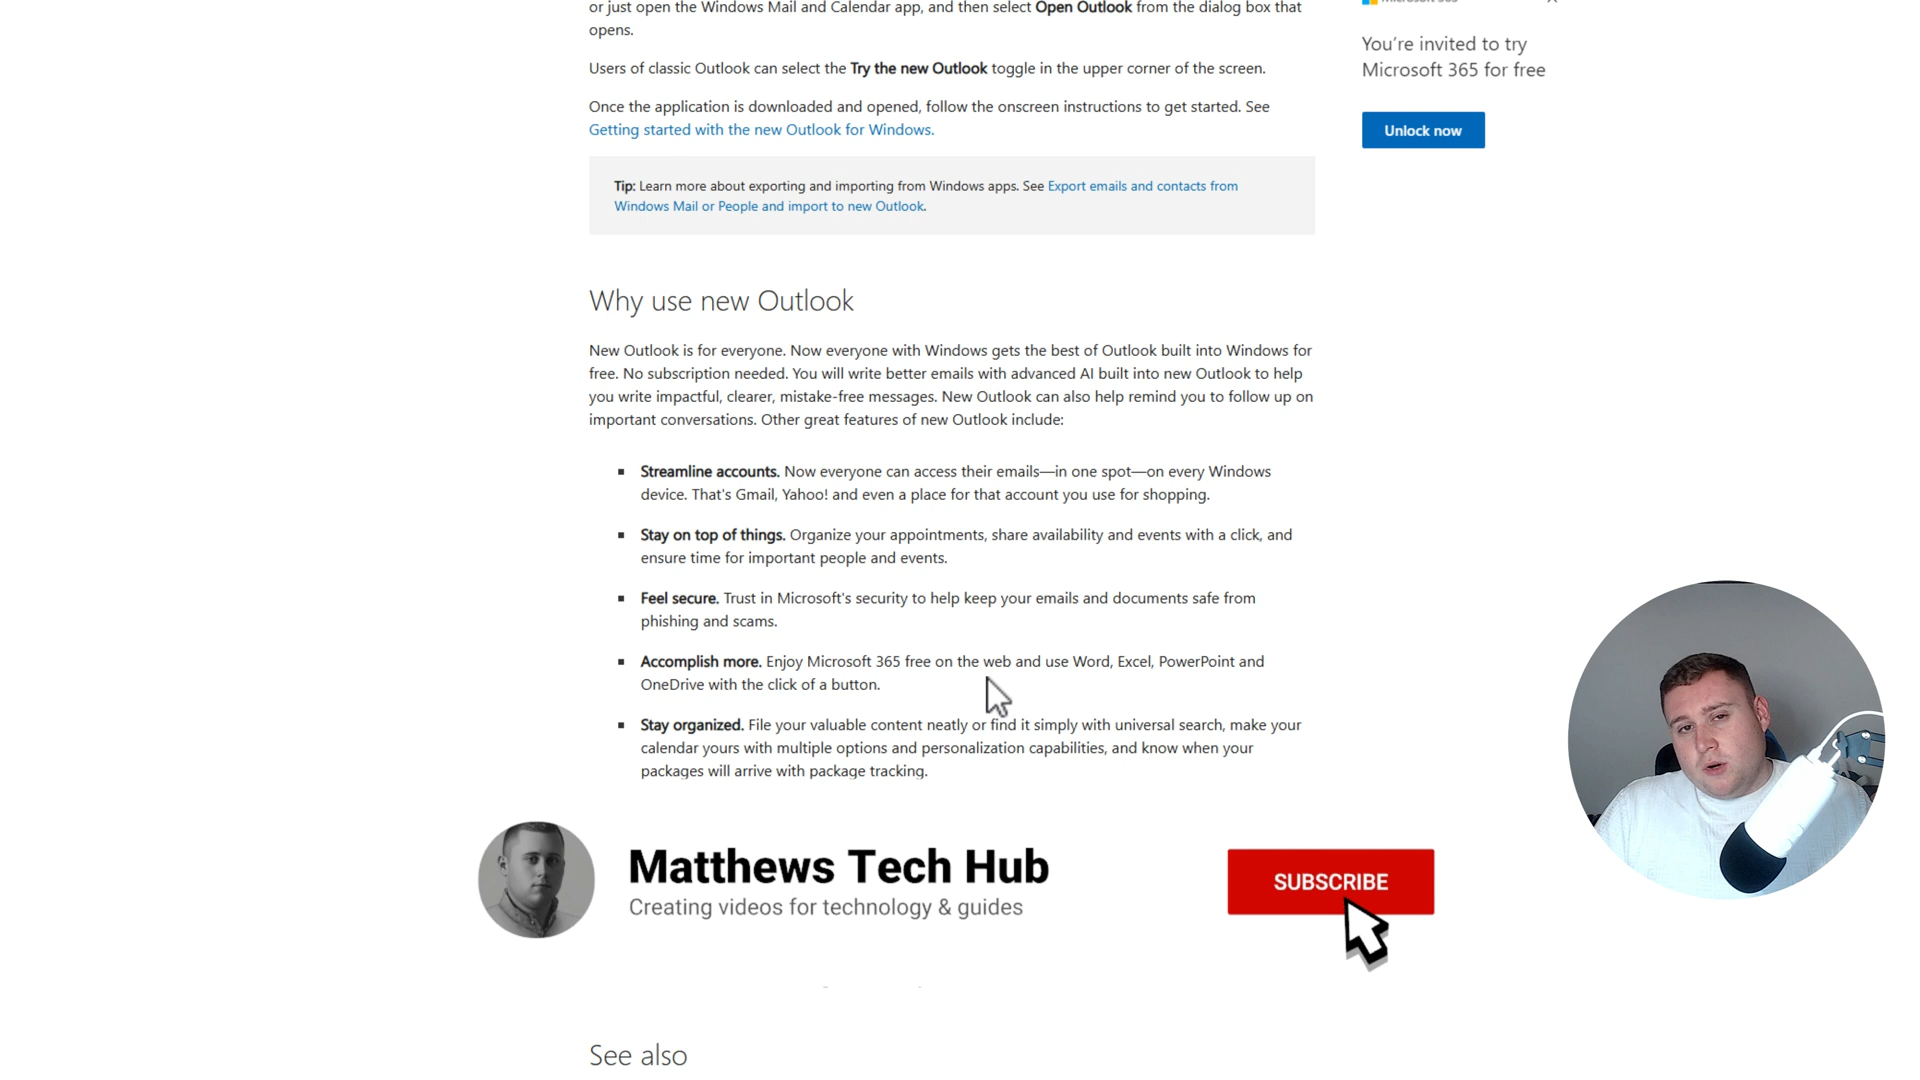 or just open the Windows Mail and Calendar app, and then select Open Outlook from the dialog box that
opens.
Users of classic Outlook can select the Try the new Outlook toggle in the upper corner of the screen.
Once the application is downloaded and opened, follow the onscreen instructions to get started. See
Getting started with the new Outlook for Windows.
Tip: Learn more about exporting and importing from Windows apps. See Export emails and contacts from
Windows Mail or People and import to new Outlook.
You're invited to try
Microsoft 365 for free
Unlock now
Why use new Outlook
New Outlook is for everyone. Now everyone with Windows gets the best of Outlook built into Windows for
free. No subscription needed. You will write better emails with advanced AI built into new Outlook to help
you write impactful, clearer, mistake-free messages. New Outlook can also help remind you to follow up on
important conversations. Other great features of new Outlook include:
Streamline accounts. Now everyone can access their emails—in one spot—on every Windows
device. That's Gmail, Yahoo! and even a place for that account you use for shopping.
Stay on top of things. Organize your appointments, share availability and events with a click, and
ensure time for important people and events.
Feel secure. Trust in Microsoft's security to help keep your emails and documents safe from
phishing and scams.
Accomplish more. Enjoy Microsoft 365 free on the web and use Word, Excel, PowerPoint and
OneDrive with the click of a button.
Stay organized. File your valuable content neatly or find it simply with universal search, make your
calendar yours with multiple options and personalization capabilities, and know when your
packages will arrive with package tracking.
Matthews Tech Hub
Creating videos for technology & guides
SUBSCRIBE
See also